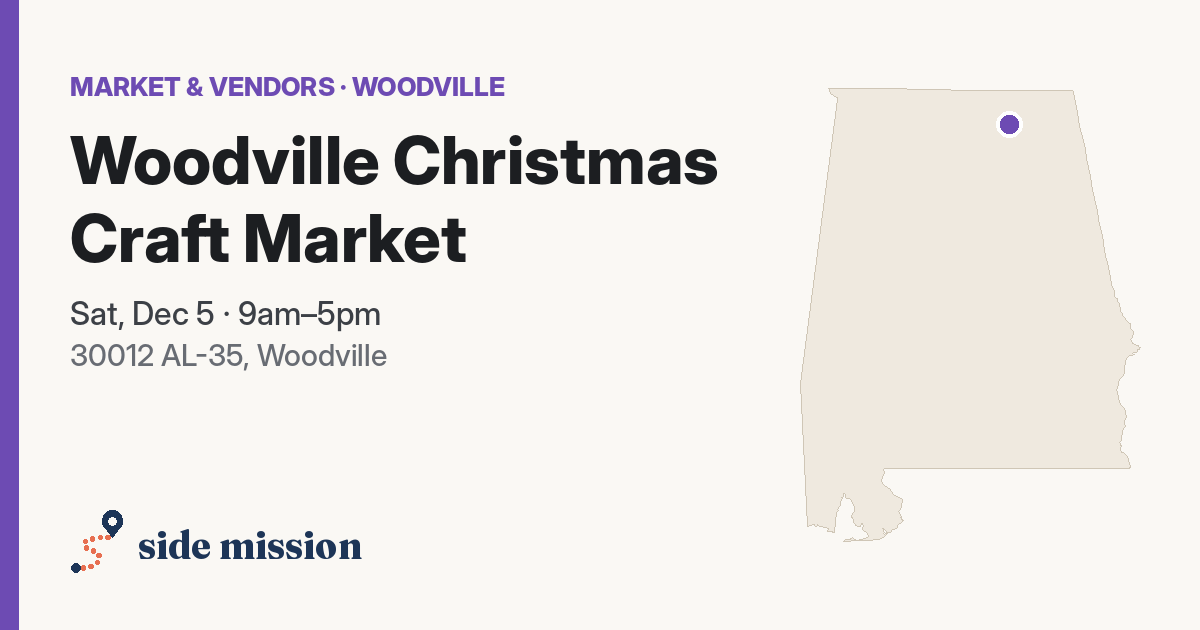 MARKET & VENDORS · WOODVILLE
Woodville Christmas
Craft Market
Sat, Dec 5 · 9am–5pm
30012 AL-35, Woodville
side mission